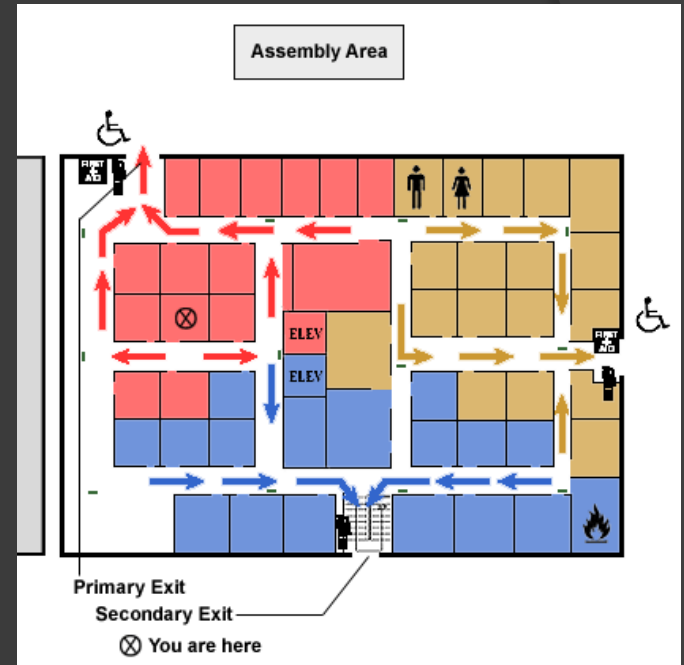 Assembly Area
FIRST
AID
ELEV
FIRST
AID
ELEV
Primary Exit
Secondary Exit
You are here